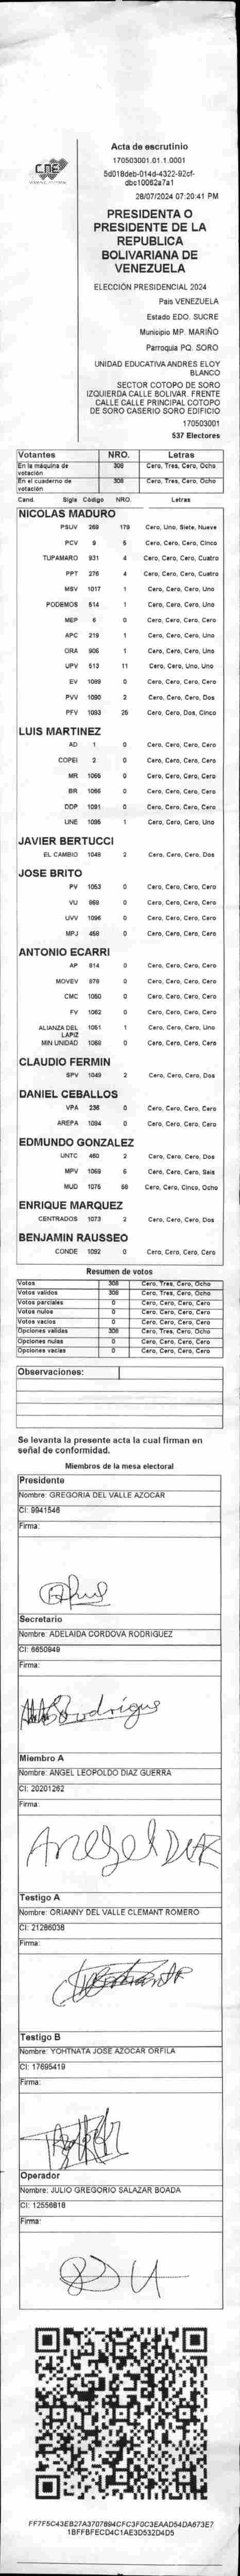 CNE
Acta de escrutinio
170503001.01.1.0001
5d018deb-014d-4322-92cf-
dbc10062a7a1
28/07/2024 07:20:41 PM
PRESIDENTA O
PRESIDENTE DE LA
REPUBLICA
BOLIVARIANA DE
VENEZUELA
ELECCIÓN PRESIDENCIAL 2024
Pais VENEZUELA
Estado EDO. SUCRE
Municipio MP. MARIÑO
Parroquia PQ. SORO
UNIDAD EDUCATIVA ANDRES ELOY
BLANCO
SECTOR COTOPO DE SORO
IZQUIERDA CALLE BOLIVAR. FRENTE
CALLE CALLE PRINCIPAL COTOPO
DE SORO CASERIO SORO EDIFICIO
170503001
537 Electores
Votantes NRO. Letras
En la máquina de votación 308 Cero, Tres, Cero, Ocho
En el cuaderno de votación 308 Cero, Tres, Cero, Ocho
Cand. Sigla Código NRO. Letras
NICOLAS MADURO
PSUV 269 179 Cero, Uno, Siete, Nueve
PCV 9 5 Cero, Cero, Cero, Cinco
TUPAMARO 931 4 Cero, Cero, Cero, Cuatro
PPT 276 4 Cero, Cero, Cero, Cuatro
MSV 1017 1 Cero, Cero, Cero, Uno
PODEMOS 514 1 Cero, Cero, Cero, Uno
MEP 6 0 Cero, Cero, Cero, Cero
APC 219 1 Cero, Cero, Cero, Uno
ORA 906 1 Cero, Cero, Cero, Uno
UPV 513 11 Cero, Cero, Uno, Uno
EV 1089 0 Cero, Cero, Cero, Cero
PVV 1090 2 Cero, Cero, Cero, Dos
PFV 1093 25 Cero, Cero, Dos, Cinco
LUIS MARTINEZ
AD 1 0 Cero, Cero, Cero, Cero
COPEI 2 0 Cero, Cero, Cero, Cero
MR 1065 0 Cero, Cero, Cero, Cero
BR 1066 0 Cero, Cero, Cero, Cero
DDP 1091 0 Cero, Cero, Cero, Cero
UNE 1095 1 Cero, Cero, Cero, Uno
JAVIER BERTUCCI
EL CAMBIO 1048 2 Cero, Cero, Cero, Dos
JOSE BRITO
PV 1053 0 Cero, Cero, Cero, Cero
VU 868 0 Cero, Cero, Cero, Cero
UVV 1096 0 Cero, Cero, Cero, Cero
MPJ 458 0 Cero, Cero, Cero, Cero
ANTONIO ECARRI
AP 814 0 Cero, Cero, Cero, Cero
MOVEV 878 0 Cero, Cero, Cero, Cero
CMC 1050 0 Cero, Cero, Cero, Cero
FV 1062 0 Cero, Cero, Cero, Cero
ALIANZA DEL LAPIZ 1051 1 Cero, Cero, Cero, Uno
MIN UNIDAD 1088 0 Cero, Cero, Cero, Cero
CLAUDIO FERMIN
SPV 1049 2 Cero, Cero, Cero, Dos
DANIEL CEBALLOS
VPA 236 0 Cero, Cero, Cero, Cero
AREPA 1094 0 Cero, Cero, Cero, Cero
EDMUNDO GONZALEZ
UNTC 460 2 Cero, Cero, Cero, Dos
MPV 1069 6 Cero, Cero, Cero, Seis
MUD 1075 58 Cero, Cero, Cinco, Ocho
ENRIQUE MARQUEZ
CENTRADOS 1073 2 Cero, Cero, Cero, Dos
BENJAMIN RAUSSEO
CONDE 1092 0 Cero, Cero, Cero, Cero
Resumen de votos
Votos 308 Cero, Tres, Cero, Ocho
Votos validos 308 Cero, Tres, Cero, Ocho
Votos parciales 0 Cero, Cero, Cero, Cero
Votos nulos 0 Cero, Cero, Cero, Cero
Votos vacios 0 Cero, Cero, Cero, Cero
Opciones validas 308 Cero, Tres, Cero, Ocho
Opciones nulas 0 Cero, Cero, Cero, Cero
Opciones vacias 0 Cero, Cero, Cero, Cero
Observaciones:
Se levanta la presente acta la cual firman en
señal de conformidad.
Miembros de la mesa electoral
Presidente
Nombre: GREGORIA DEL VALLE AZOCAR
CI: 9941546
Firma:
Secretario
Nombre: ADELAIDA CORDOVA RODRIGUEZ
CI: 6650949
Firma:
Rodrigue
Miembro A
Nombre: ANGEL LEOPOLDO DIAZ GUERRA
CI: 20201262
Firma:
Angel Diaz
Testigo A
Nombre: ORIANNY DEL VALLE CLEMANT ROMERO
CI: 21286038
Firma:
Testigo B
Nombre: YOHTNATA JOSE AZOCAR ORFILA
CI: 17695419
Firma:
Operador
Nombre: JULIO GREGORIO SALAZAR BOADA
CI: 12556818
Firma:
FF7F5C43EB27A3707894CFC3F0C3EAAD54DA673E7
1BFFBFECD4C1AE3D532D4D5